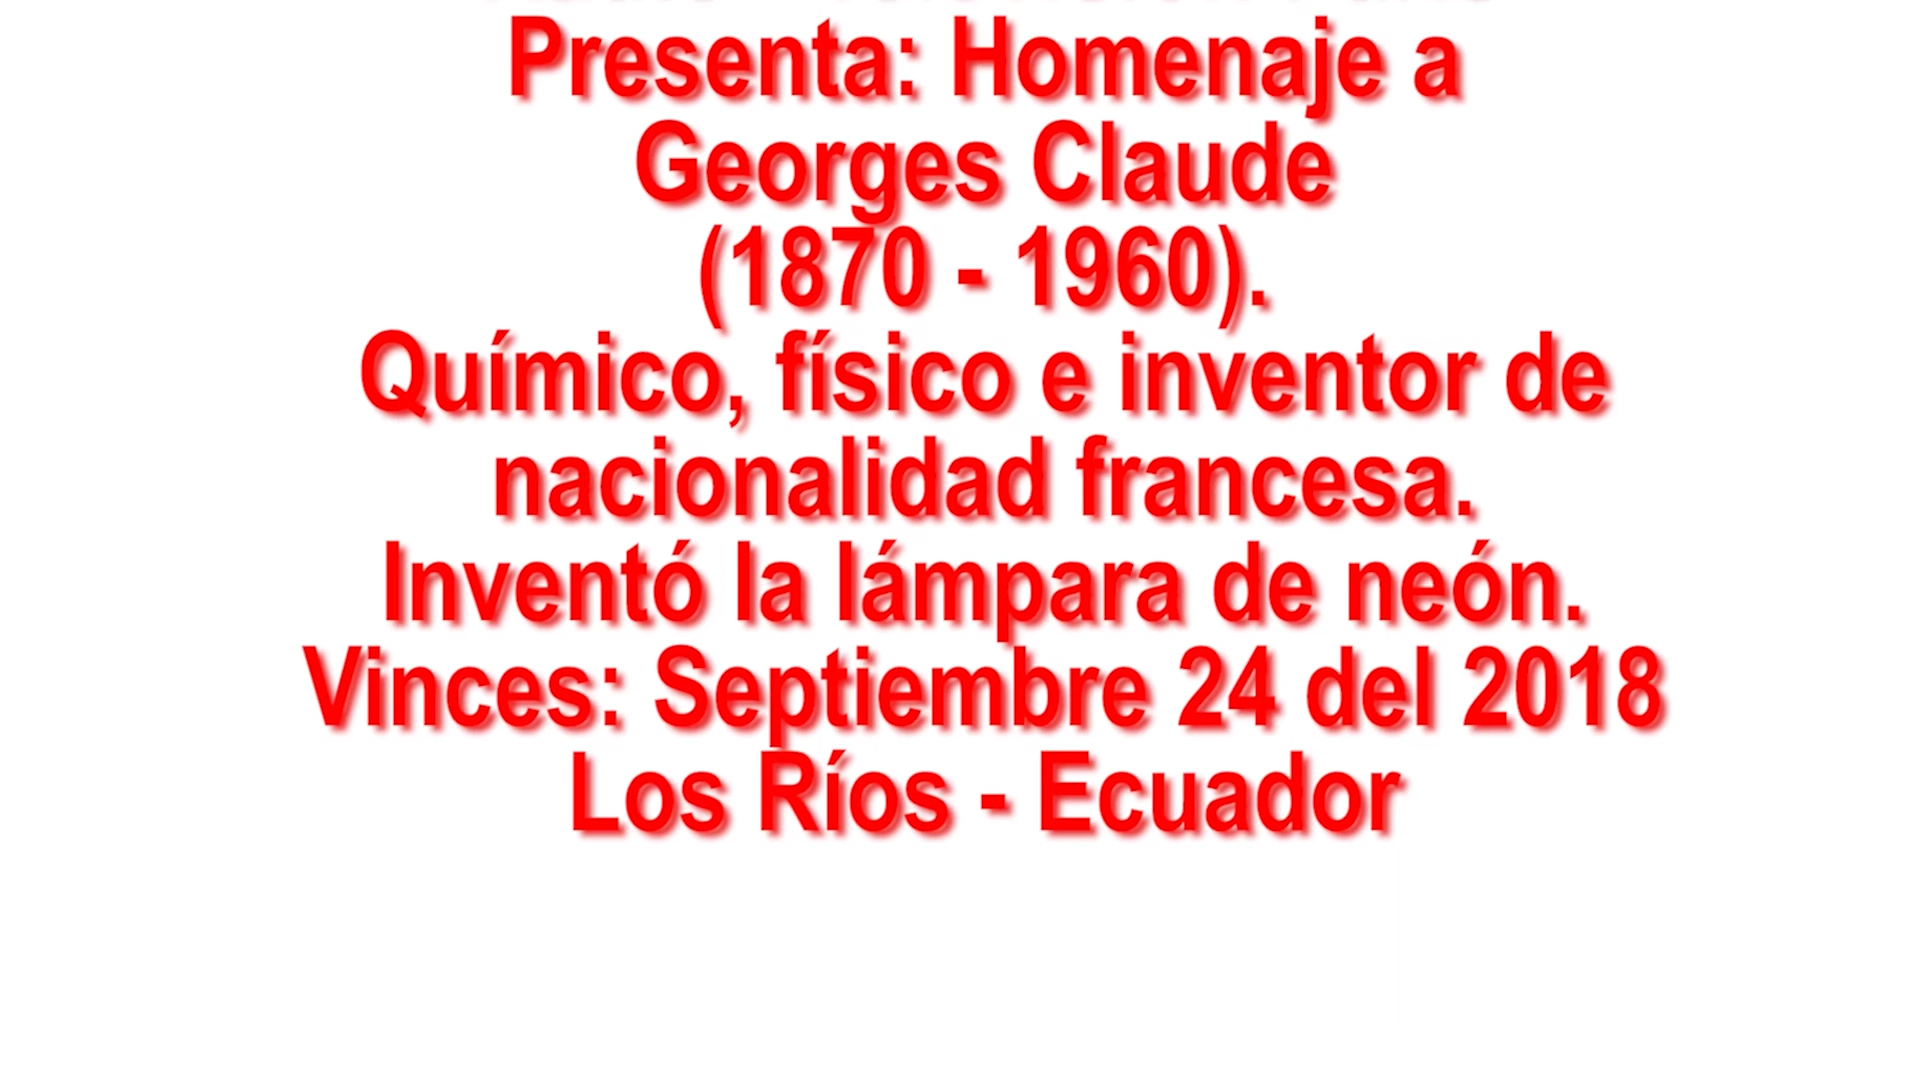 Presenta: Homenaje a
Georges Claude
(1870 - 1960).
Químico, físico e inventor de
nacionalidad francesa.
Inventó la lámpara de neón.
Vinces: Septiembre 24 del 2018
Los Ríos - Ecuador